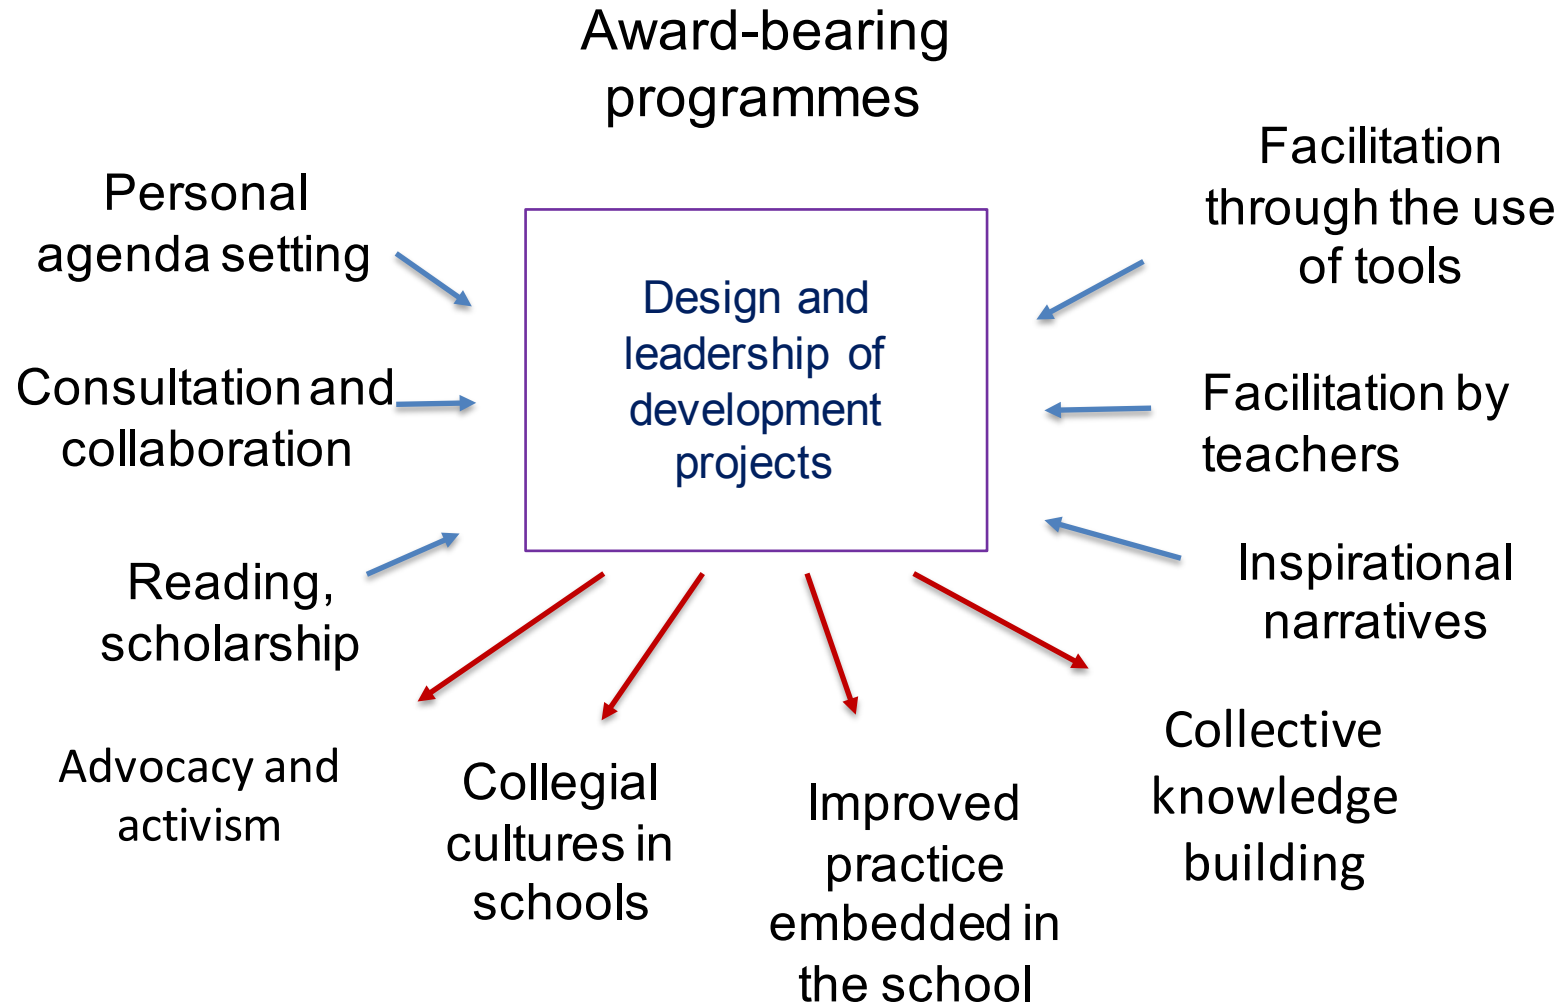 Award-bearing
programmes
Personal
agenda setting
Consultation and
collaboration
Reading,
scholarship
Design and
leadership of
development
projects
Facilitation
through the use
of tools
Facilitation by
teachers
Inspirational
narratives
Advocacy and
activism
Collegial
cultures in
schools
Improved
practice
embedded in
the school
Collective
knowledge
building